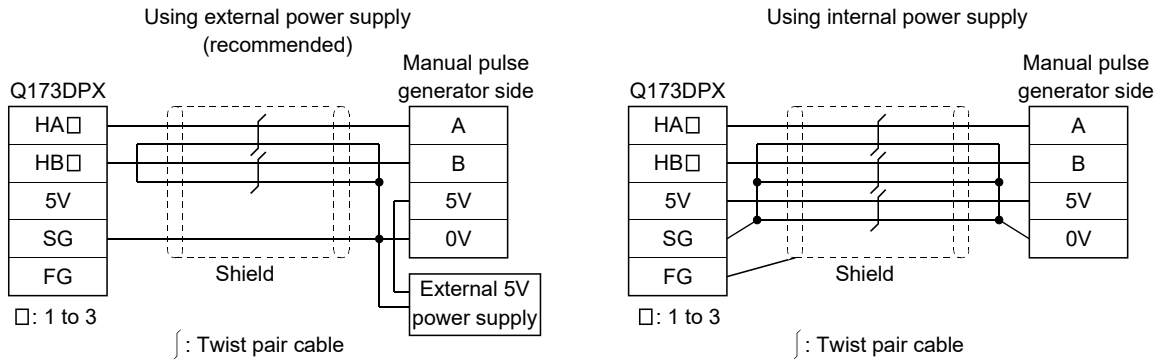 Using external power supply
(recommended)
Manual pulse
generator side
Q173DPX
HA□
HB□
5V
SG
FG
A
B
5V
0V
Shield
External 5V
power supply
□: 1 to 3
⌠: Twist pair cable
Using internal power supply
Manual pulse
generator side
Q173DPX
HA□
HB□
5V
SG
FG
A
B
5V
0V
Shield
□: 1 to 3
⌠: Twist pair cable